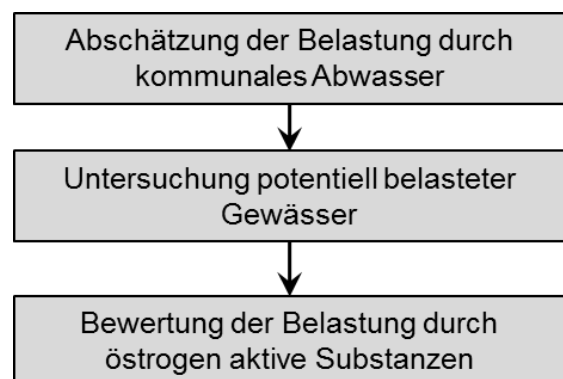 Abschätzung der Belastung durch
kommunales Abwasser
Untersuchung potentiell belasteter
Gewässer
Bewertung der Belastung durch
östrogen aktive Substanzen